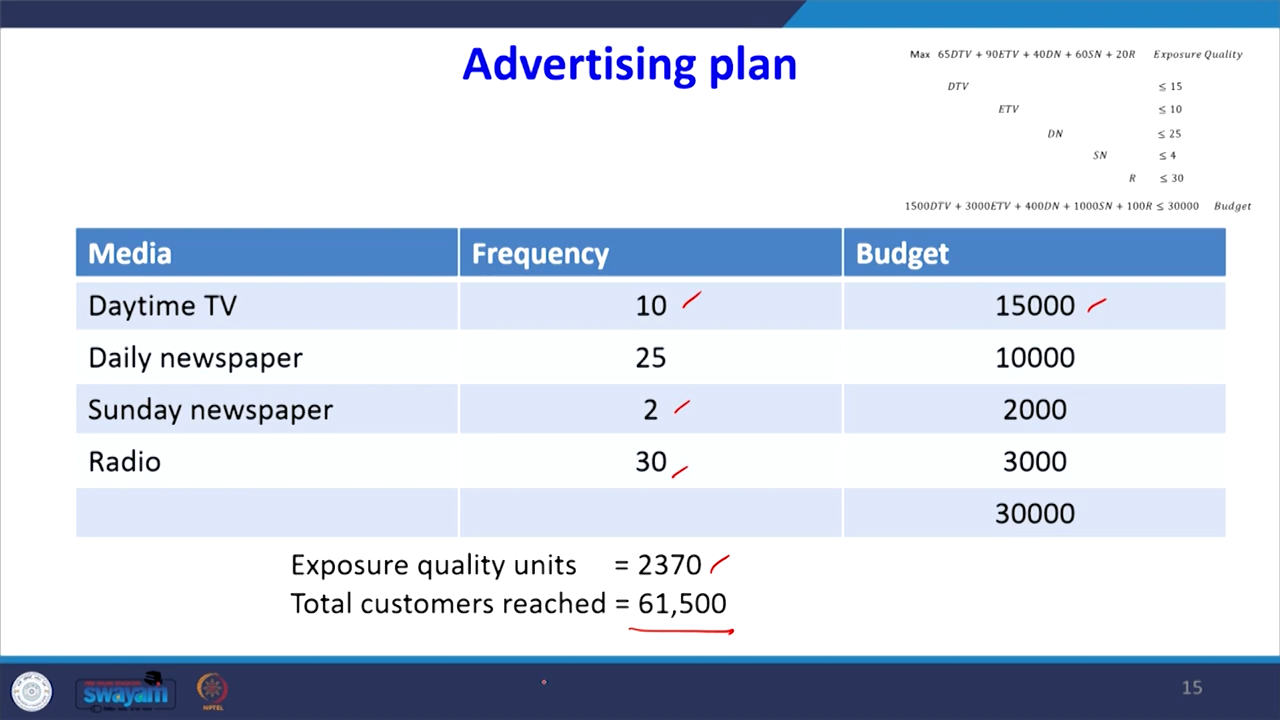 Advertising plan
Max 65DTV + 90ETV + 40DN + 60SN + 20R Exposure Quality
DTV ≤ 15
ETV ≤ 10
DN ≤ 25
SN ≤ 4
R ≤ 30
1500DTV + 3000ETV + 400DN + 1000SN + 100R ≤ 30000 Budget
Media Frequency Budget
Daytime TV 10 15000
Daily newspaper 25 10000
Sunday newspaper 2 2000
Radio 30 3000
30000
Exposure quality units = 2370
Total customers reached = 61,500
swayam
NPTEL
15